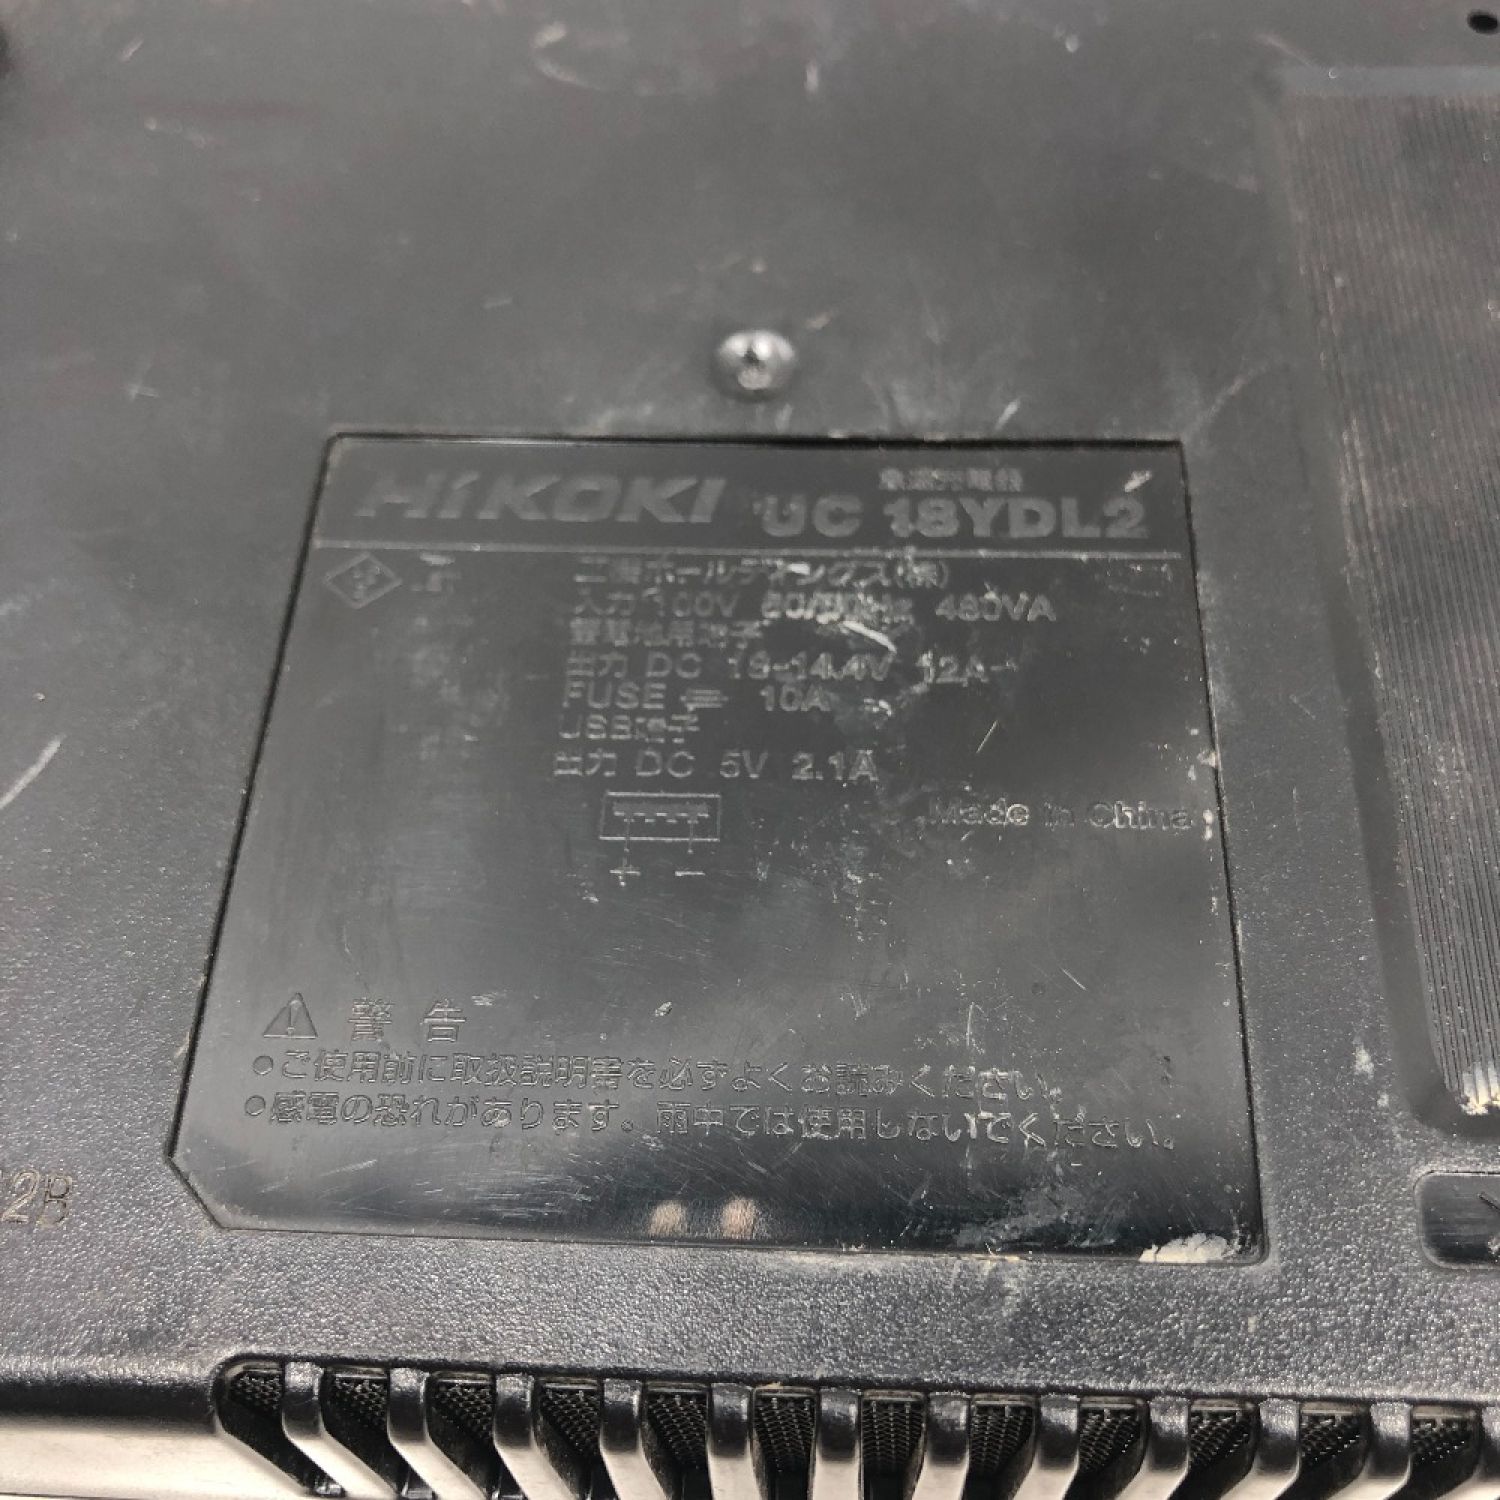 HiKOKI 急速充電器
UC 18YDL2
工機ホールディングス(株)
入力 100V 50/60Hz 480VA
蓄電池用端子
出力 DC 18-14.4V 12A
FUSE 10A
USB端子
出力 DC 5V 2.1A
Made in China
+ −
⚠ 警告
●ご使用前に取扱説明書を必ずよくお読みください。
●感電の恐れがあります。雨中では使用しないでください。
2B